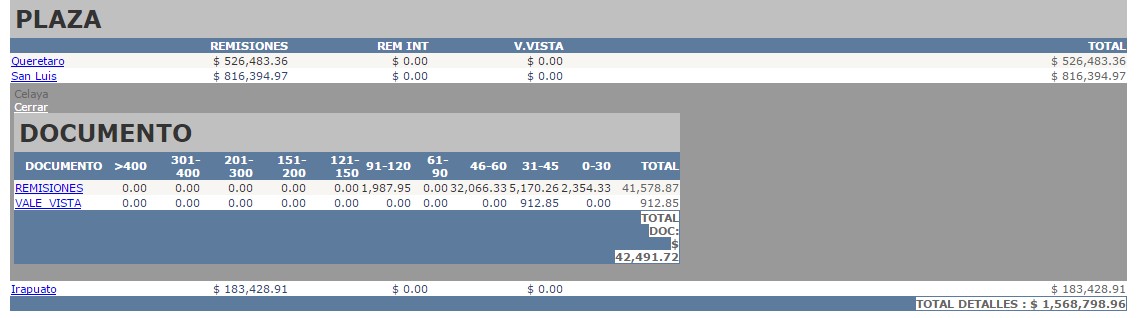 PLAZA
REMISIONES REM INT V.VISTA TOTAL
Queretaro $ 526,483.36 $ 0.00 $ 0.00 $ 526,483.36
San Luis $ 816,394.97 $ 0.00 $ 0.00 $ 816,394.97
Celaya
Cerrar
DOCUMENTO
DOCUMENTO >400 301-400 201-300 151-200 121-150 91-120 61-90 46-60 31-45 0-30 TOTAL
REMISIONES 0.00 0.00 0.00 0.00 0.00 1,987.95 0.00 32,066.33 5,170.26 2,354.33 41,578.87
VALE_VISTA 0.00 0.00 0.00 0.00 0.00 0.00 0.00 0.00 912.85 0.00 912.85
TOTAL
DOC:
$
42,491.72
Irapuato $ 183,428.91 $ 0.00 $ 0.00 $ 183,428.91
TOTAL DETALLES : $ 1,568,798.96